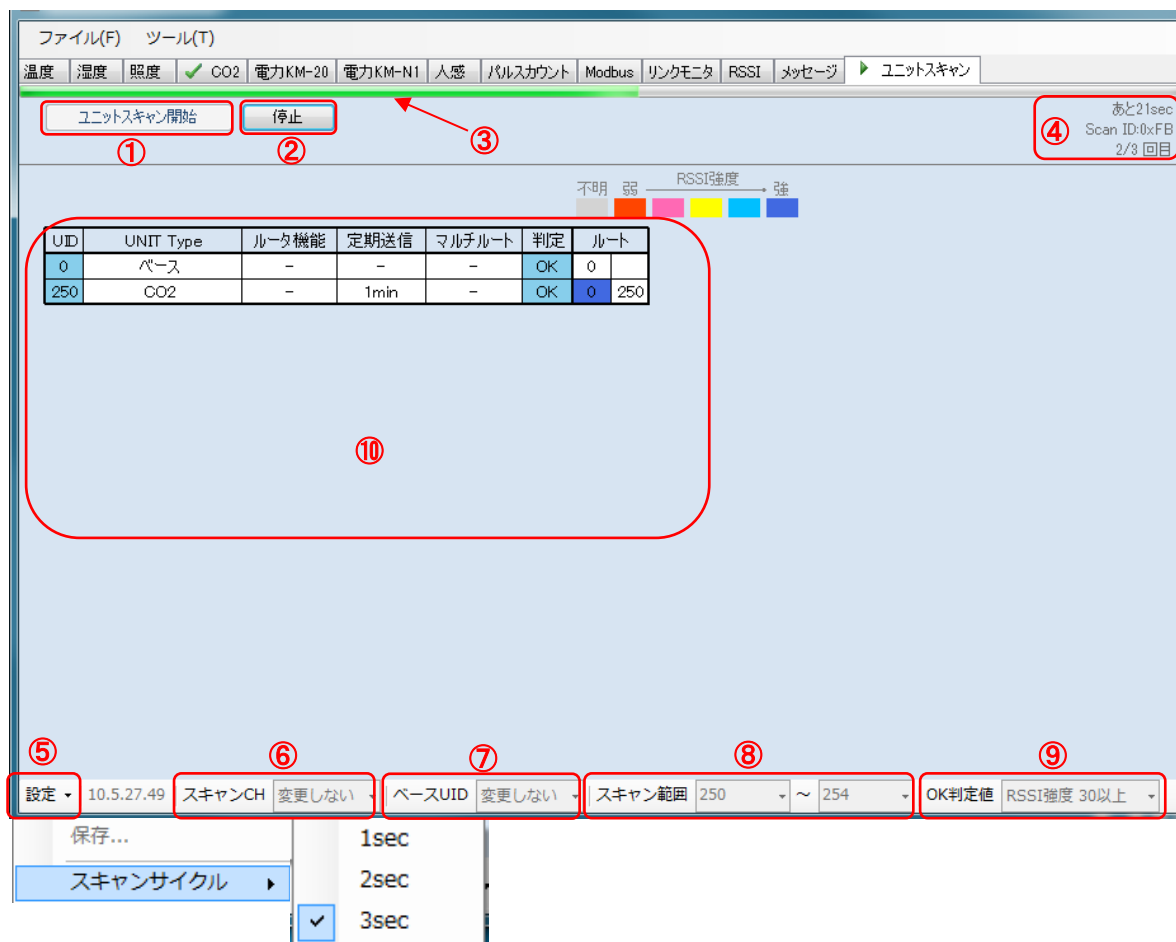 ファイル(F) ツール(T)
温度 湿度 照度 CO2 電力KM-20 電力KM-N1 人感 パルスカウント Modbus リンクモニタ RSSI メッセージ ユニットスキャン
ユニットスキャン開始 停止
あと21sec
Scan ID:0xFB
2/3 回目
① ② ③ ④
不明 弱 RSSI強度 強
UID UNIT Type ルータ機能 定期送信 マルチルート 判定 ルート
0 ベース - - - OK 0
250 CO2 - 1min - OK 0 250
⑩
⑤ ⑥ ⑦ ⑧ ⑨
設定 10.5.27.49 スキャンCH 変更しない ベースUID 変更しない スキャン範囲 250 ～ 254 OK判定値 RSSI強度 30以上
保存... 1sec
スキャンサイクル 2sec
3sec